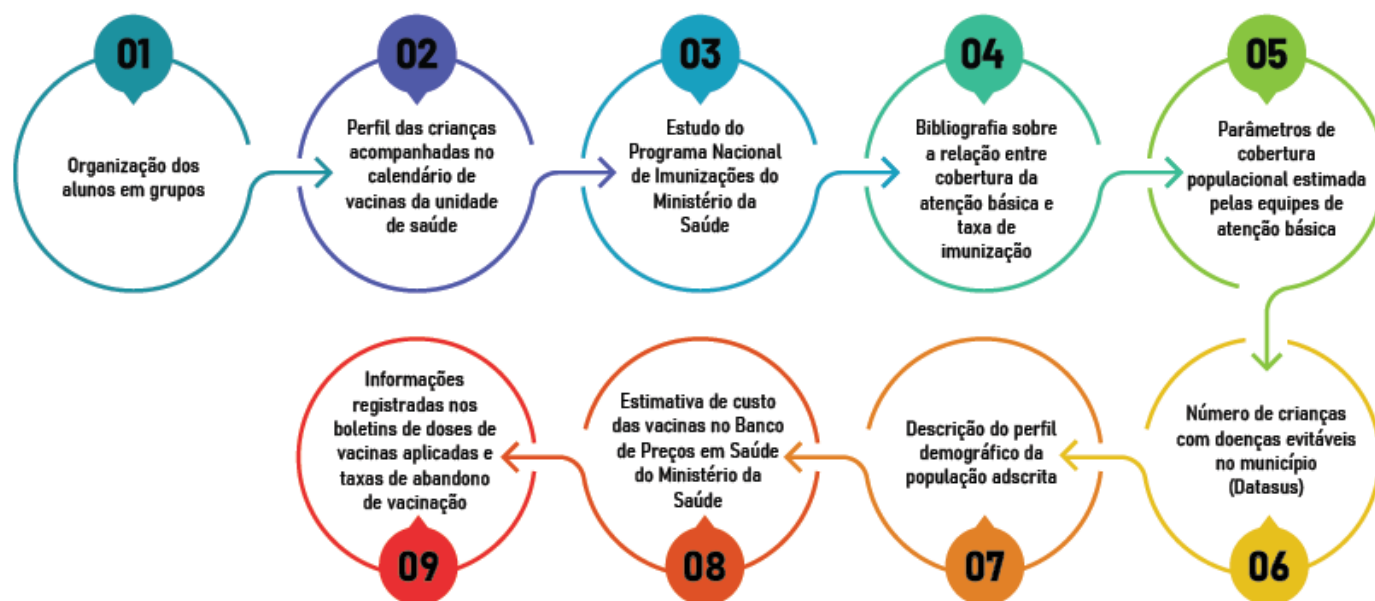 01
Organização dos
alunos em grupos
02
Perfil das crianças
acompanhadas no
calendário de
vacinas da unidade
de saúde
03
Estudo do
Programa Nacional
de Imunizações do
Ministério da
Saúde
04
Bibliografia sobre
a relação entre
cobertura da
atenção básica e
taxa de
imunização
05
Parâmetros de
cobertura
populacional estimada
pelas equipes de
atenção básica
Número de crianças
com doenças evitáveis
no município
(Datasus)
06
Descrição do perfil
demográfico da
população adscrita
07
Estimativa de custo
das vacinas no Banco
de Preços em Saúde
do Ministério da
Saúde
08
Informações
registradas nos
boletins de doses de
vacinas aplicadas e
taxas de abandono
de vacinação
09